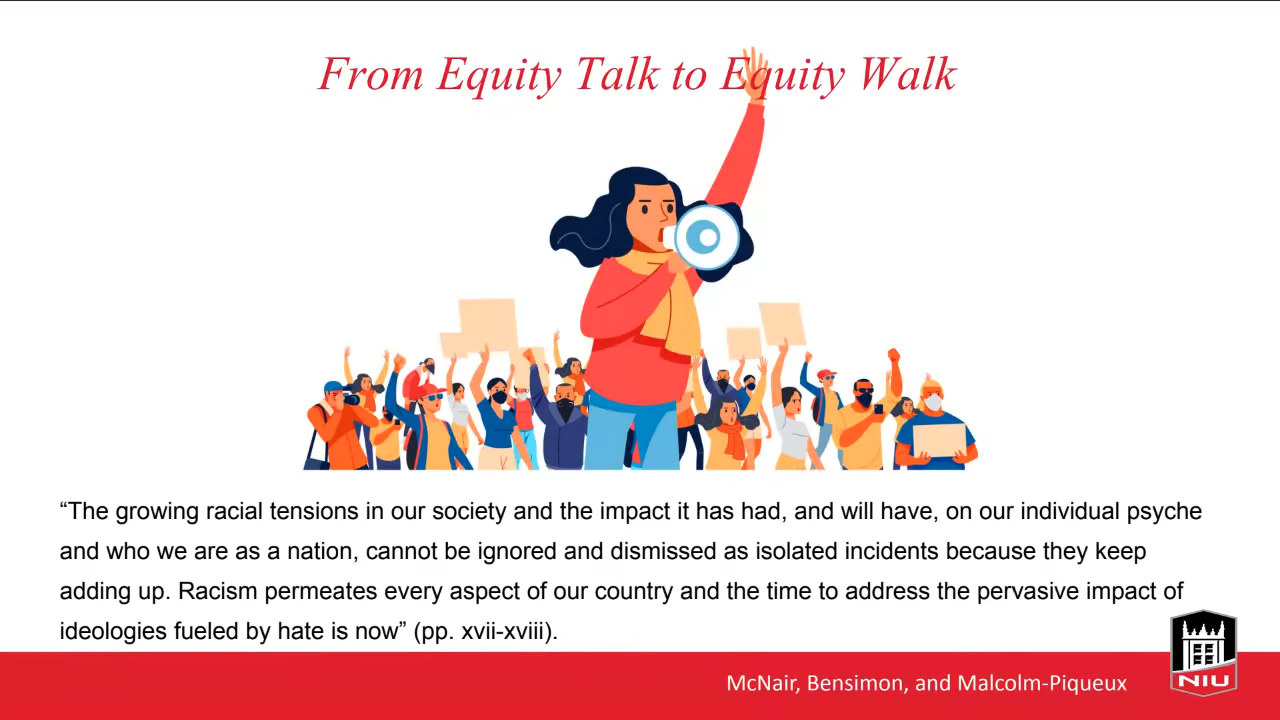 From Equity Talk to Equity Walk
“The growing racial tensions in our society and the impact it has had, and will have, on our individual psyche
and who we are as a nation, cannot be ignored and dismissed as isolated incidents because they keep
adding up. Racism permeates every aspect of our country and the time to address the pervasive impact of
ideologies fueled by hate is now” (pp. xvii-xviii).
McNair, Bensimon, and Malcolm-Piqueux
NIU